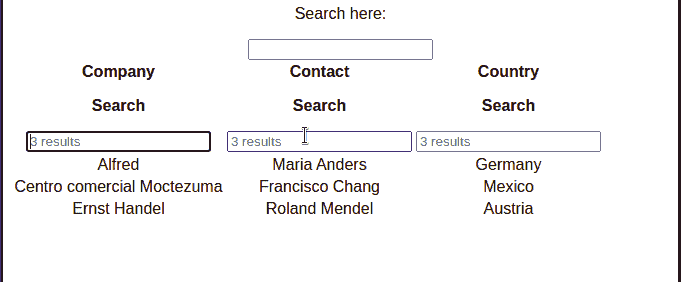 Search here:
Company Contact Country
Search Search Search
3 results 3 results 3 results
Alfred Maria Anders Germany
Centro comercial Moctezuma Francisco Chang Mexico
Ernst Handel Roland Mendel Austria